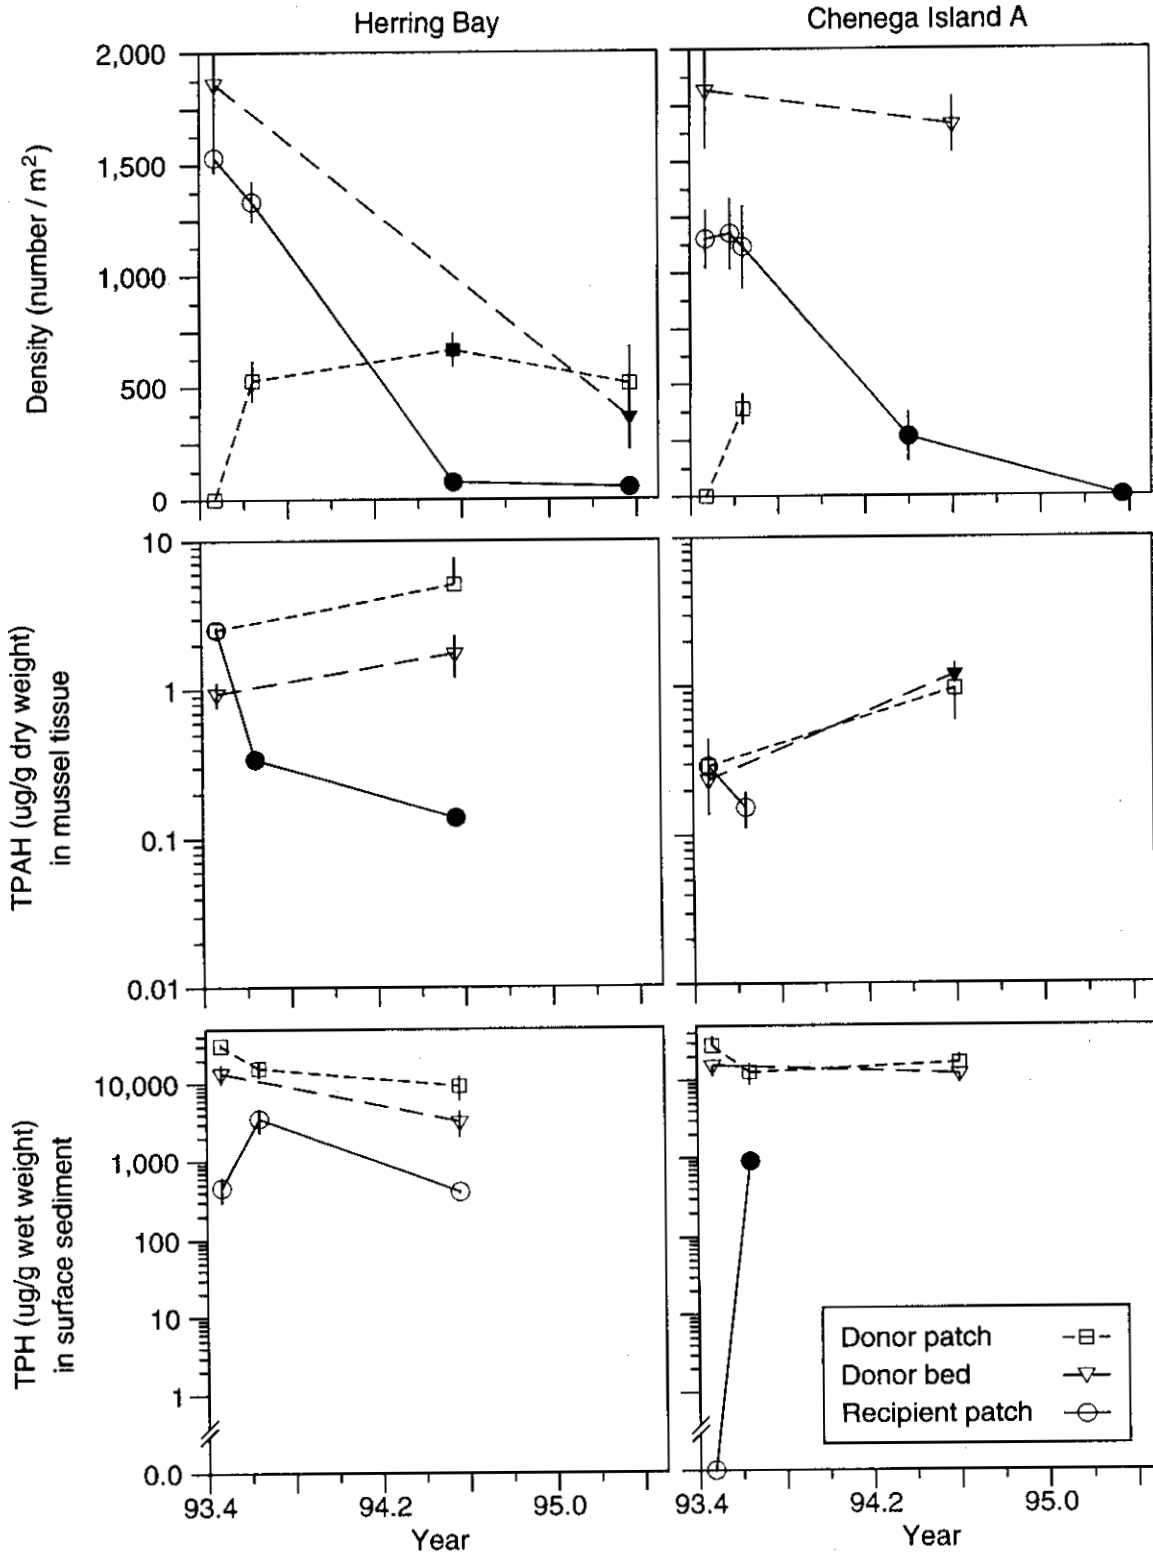 Herring Bay
Chenega Island A
Density (number / m²)
2,000
1,500
1,000
500
0
TPAH (ug/g dry weight)
in mussel tissue
10
1
0.1
0.01
TPH (ug/g wet weight)
in surface sediment
10,000
1,000
100
10
1
0.0
Donor patch
Donor bed
Recipient patch
93.4
94.2
95.0
93.4
94.2
95.0
Year
Year